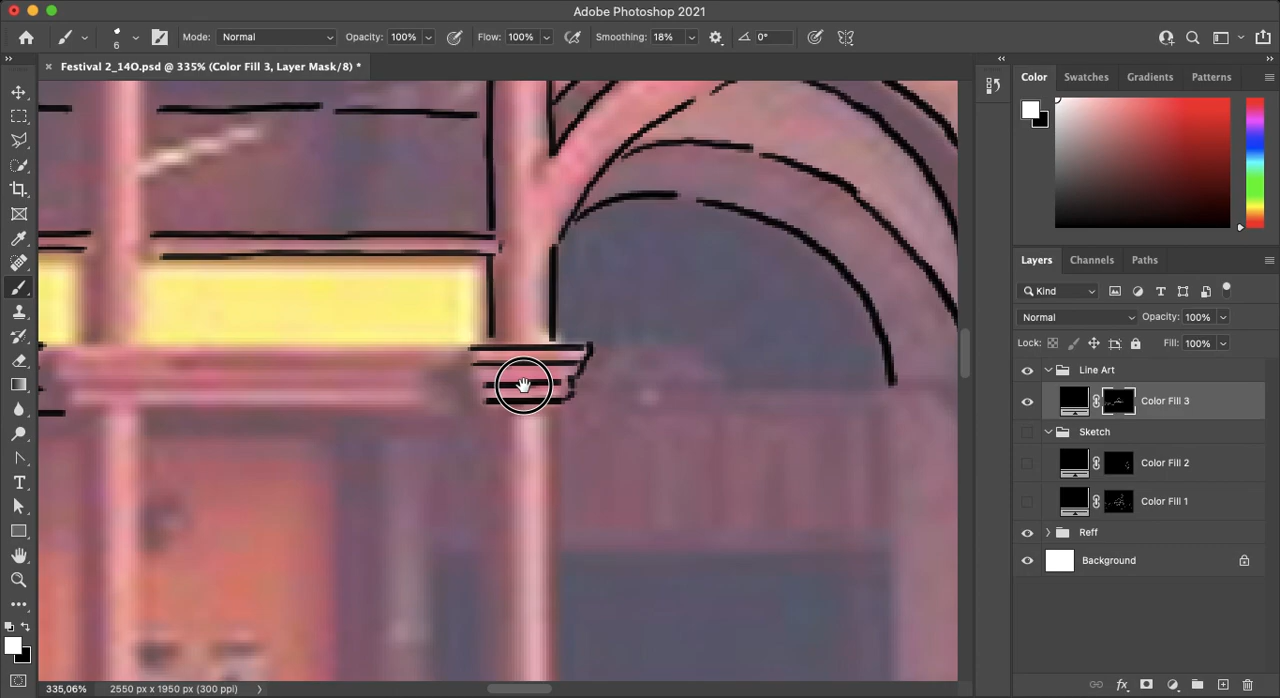 Adobe Photoshop 2021
6
Mode: Normal
Opacity: 100%
Flow: 100%
Smoothing: 18%
0°
Festival 2_14O.psd @ 335% (Color Fill 3, Layer Mask/8) *
Color
Swatches
Gradients
Patterns
Layers
Channels
Paths
Kind
Normal
Opacity: 100%
Lock:
Fill: 100%
Line Art
Color Fill 3
Sketch
Color Fill 2
Color Fill 1
Reff
Background
335,06%
2550 px x 1950 px (300 ppi)